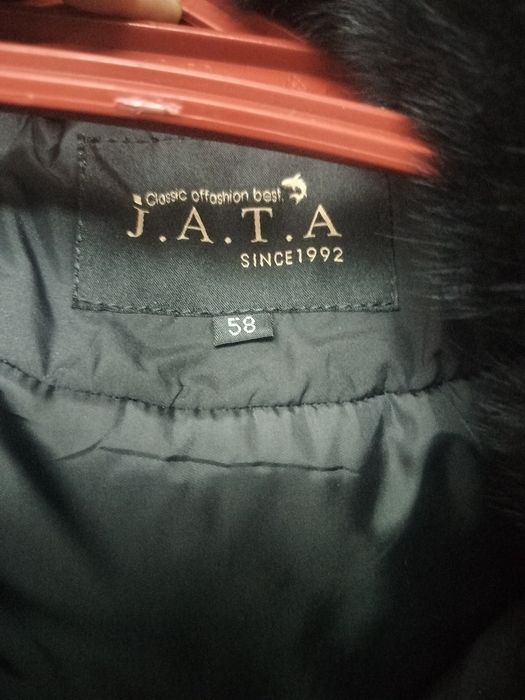 Classic offashion best.
J.A.T.A
SINCE1992
58